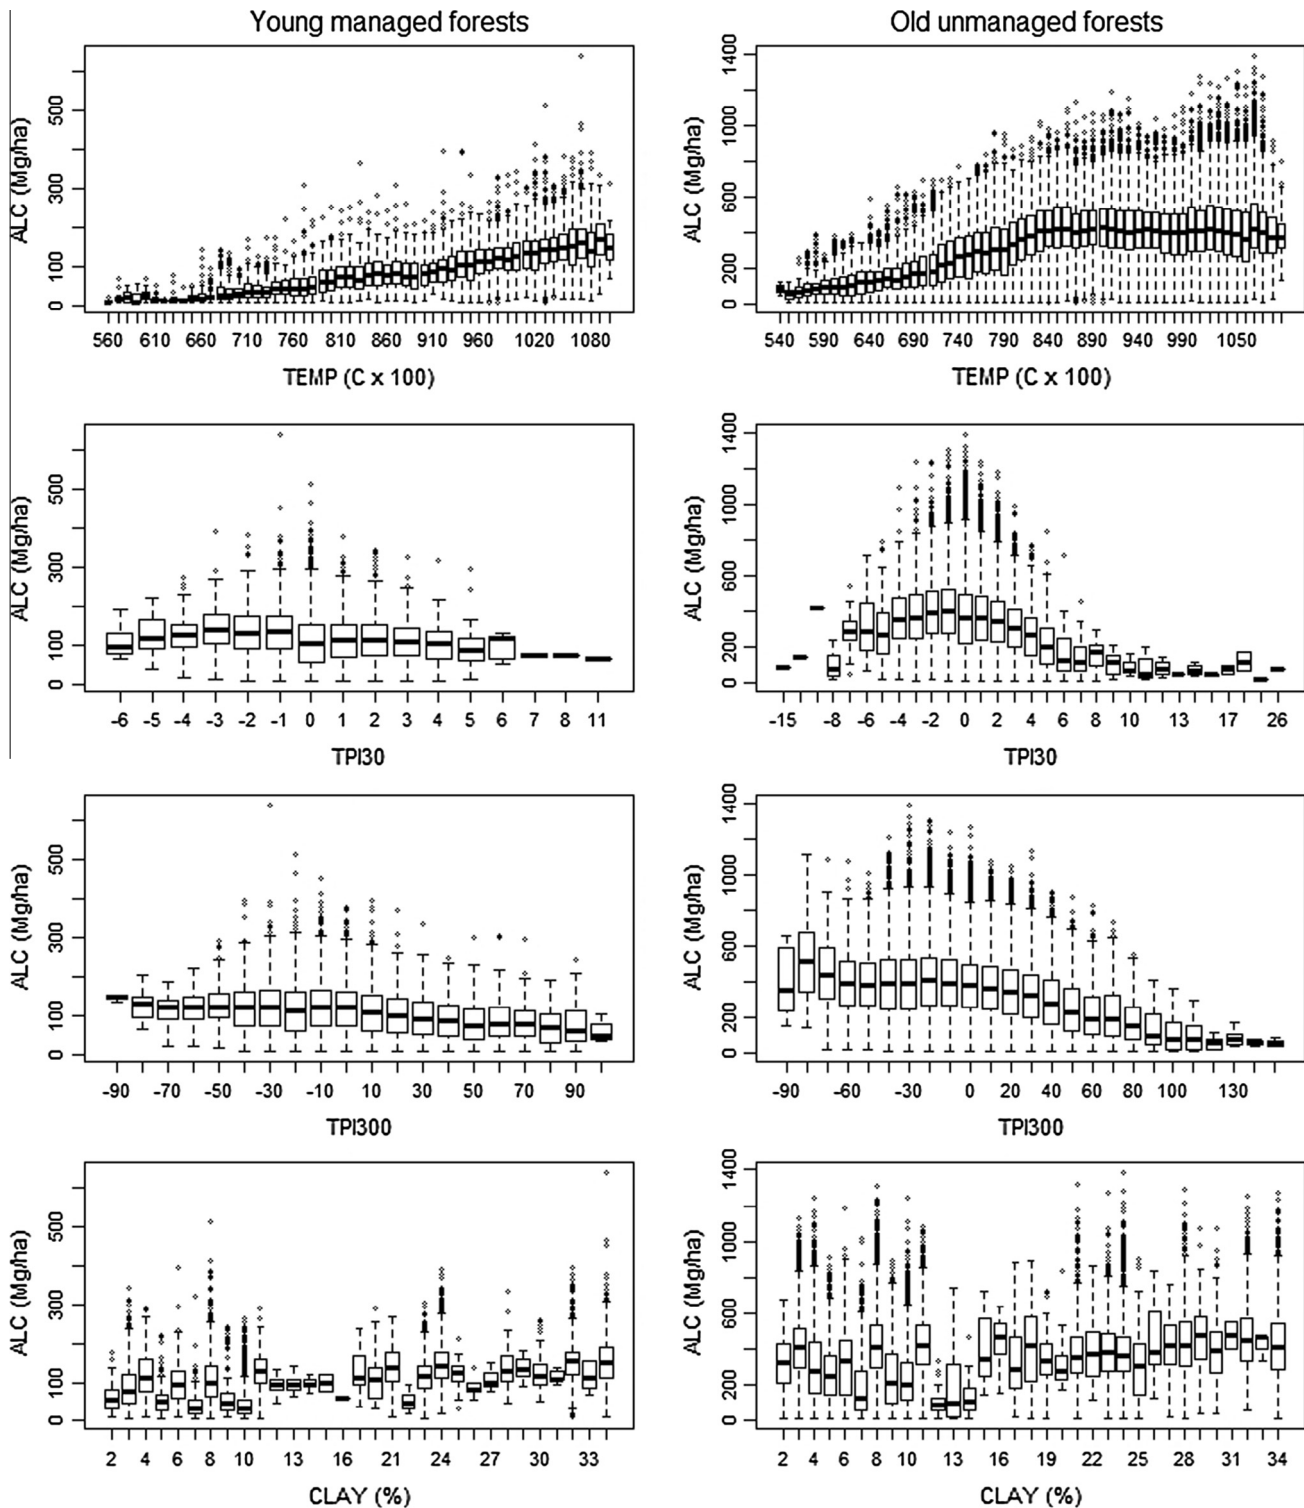 Young managed forests
Old unmanaged forests
ALC (Mg/ha)
0 100 300 500
560 610 660 710 760 810 860 910 960 1020 1080
TEMP (C x 100)
ALC (Mg/ha)
0 200 600 1000 1400
540 590 640 690 740 790 840 890 940 990 1050
TEMP (C x 100)
ALC (Mg/ha)
0 100 300 500
-6 -5 -4 -3 -2 -1 0 1 2 3 4 5 6 7 8 11
TPI30
ALC (Mg/ha)
0 200 600 1000 1400
-15 -8 -6 -4 -2 0 2 4 6 8 10 13 17 26
TPI30
ALC (Mg/ha)
0 100 300 500
-90 -70 -50 -30 -10 10 30 50 70 90
TPI300
ALC (Mg/ha)
0 200 600 1000 1400
-90 -60 -30 0 20 40 60 80 100 130
TPI300
ALC (Mg/ha)
0 100 300 500
2 4 6 8 10 13 16 21 24 27 30 33
CLAY (%)
ALC (Mg/ha)
0 200 600 1000 1400
2 4 6 8 10 13 16 19 22 25 28 31 34
CLAY (%)